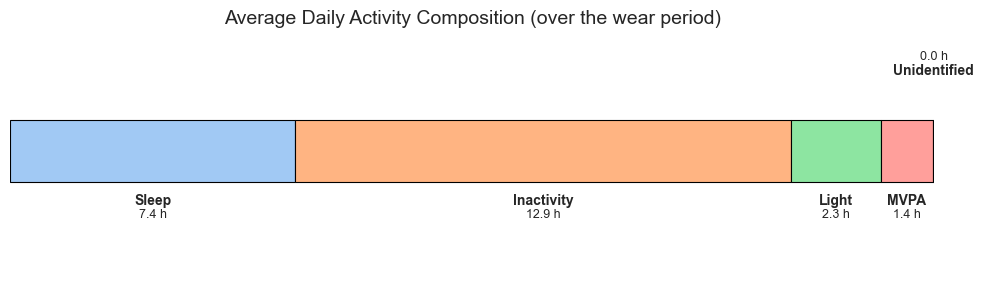 Average Daily Activity Composition (over the wear period)
0.0 h
Unidentified
Sleep
7.4 h
Inactivity
12.9 h
Light
2.3 h
MVPA
1.4 h